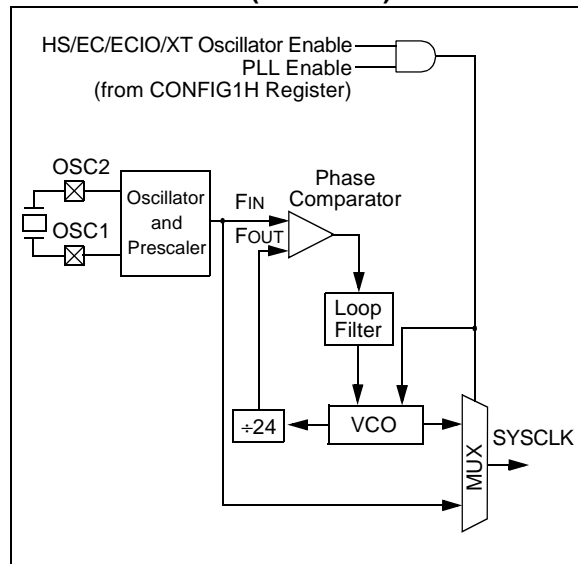 HS/EC/ECIO/XT Oscillator Enable
PLL Enable
(from CONFIG1H Register)
OSC2
OSC1
Oscillator
and
Prescaler
FIN
FOUT
Phase
Comparator
Loop
Filter
÷24
VCO
MUX
SYSCLK